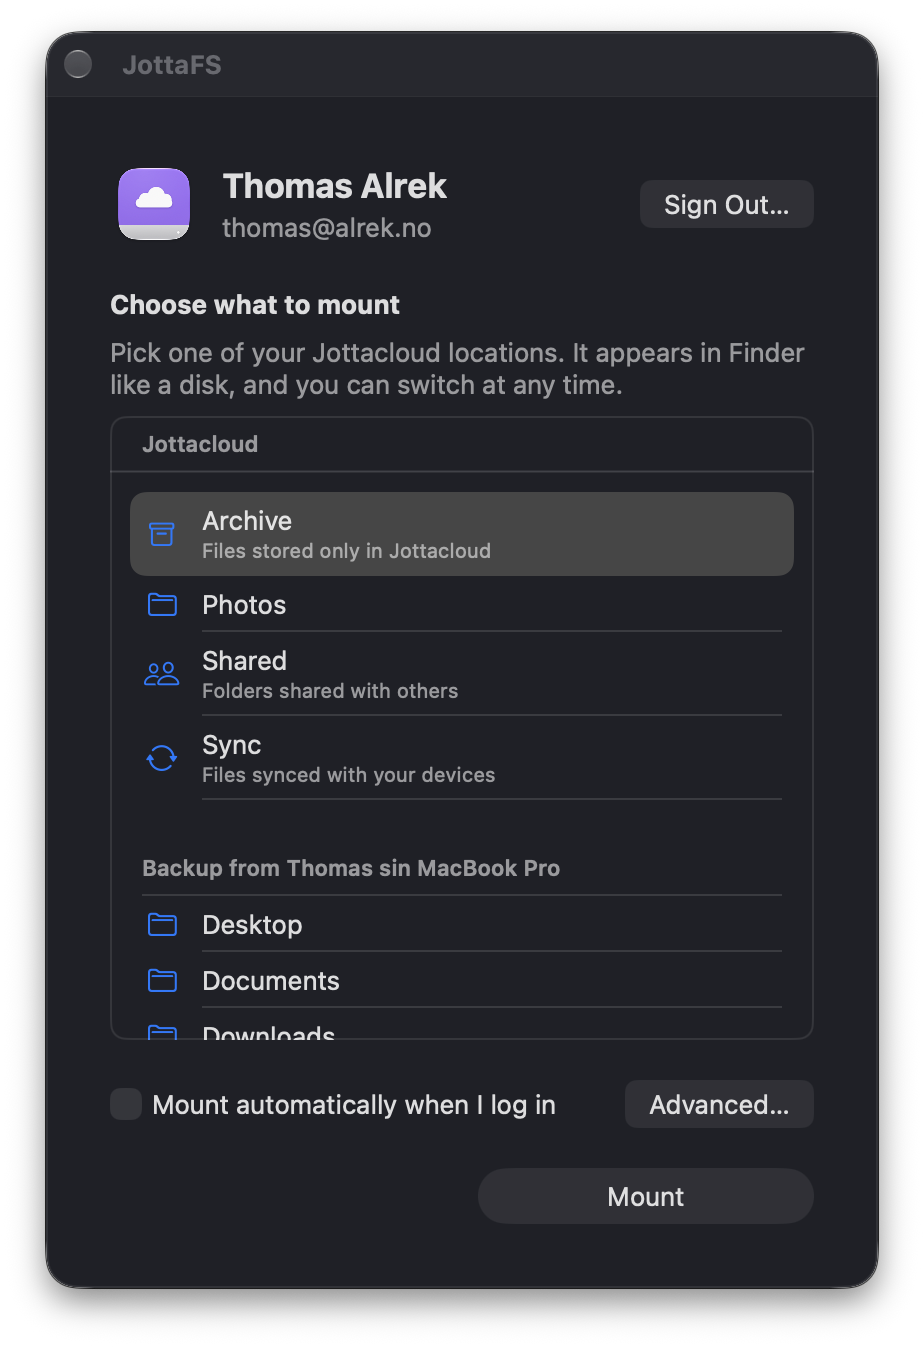 JottaFS
Thomas Alrek
thomas@alrek.no
Sign Out...
Choose what to mount
Pick one of your Jottacloud locations. It appears in Finder
like a disk, and you can switch at any time.
Jottacloud
Archive
Files stored only in Jottacloud
Photos
Shared
Folders shared with others
Sync
Files synced with your devices
Backup from Thomas sin MacBook Pro
Desktop
Documents
Downloads
Mount automatically when I log in
Advanced...
Mount